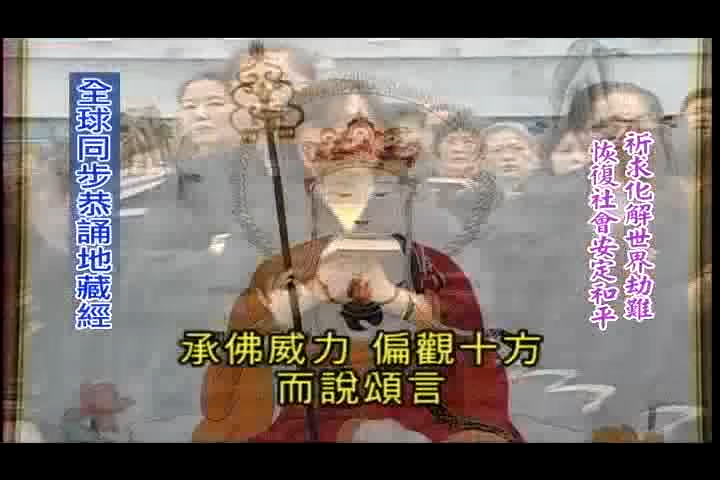 全球同步恭誦地藏經
祈求化解世界劫難
恢復社會安定和平
承佛威力 偏觀十方
而說頌言